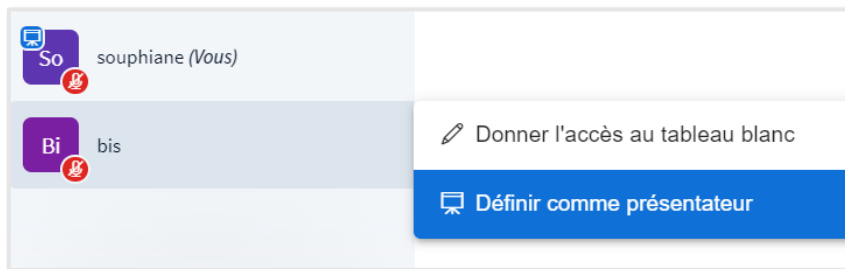 So
souphiane (Vous)
Bi
bis
Donner l'accès au tableau blanc
Définir comme présentateur